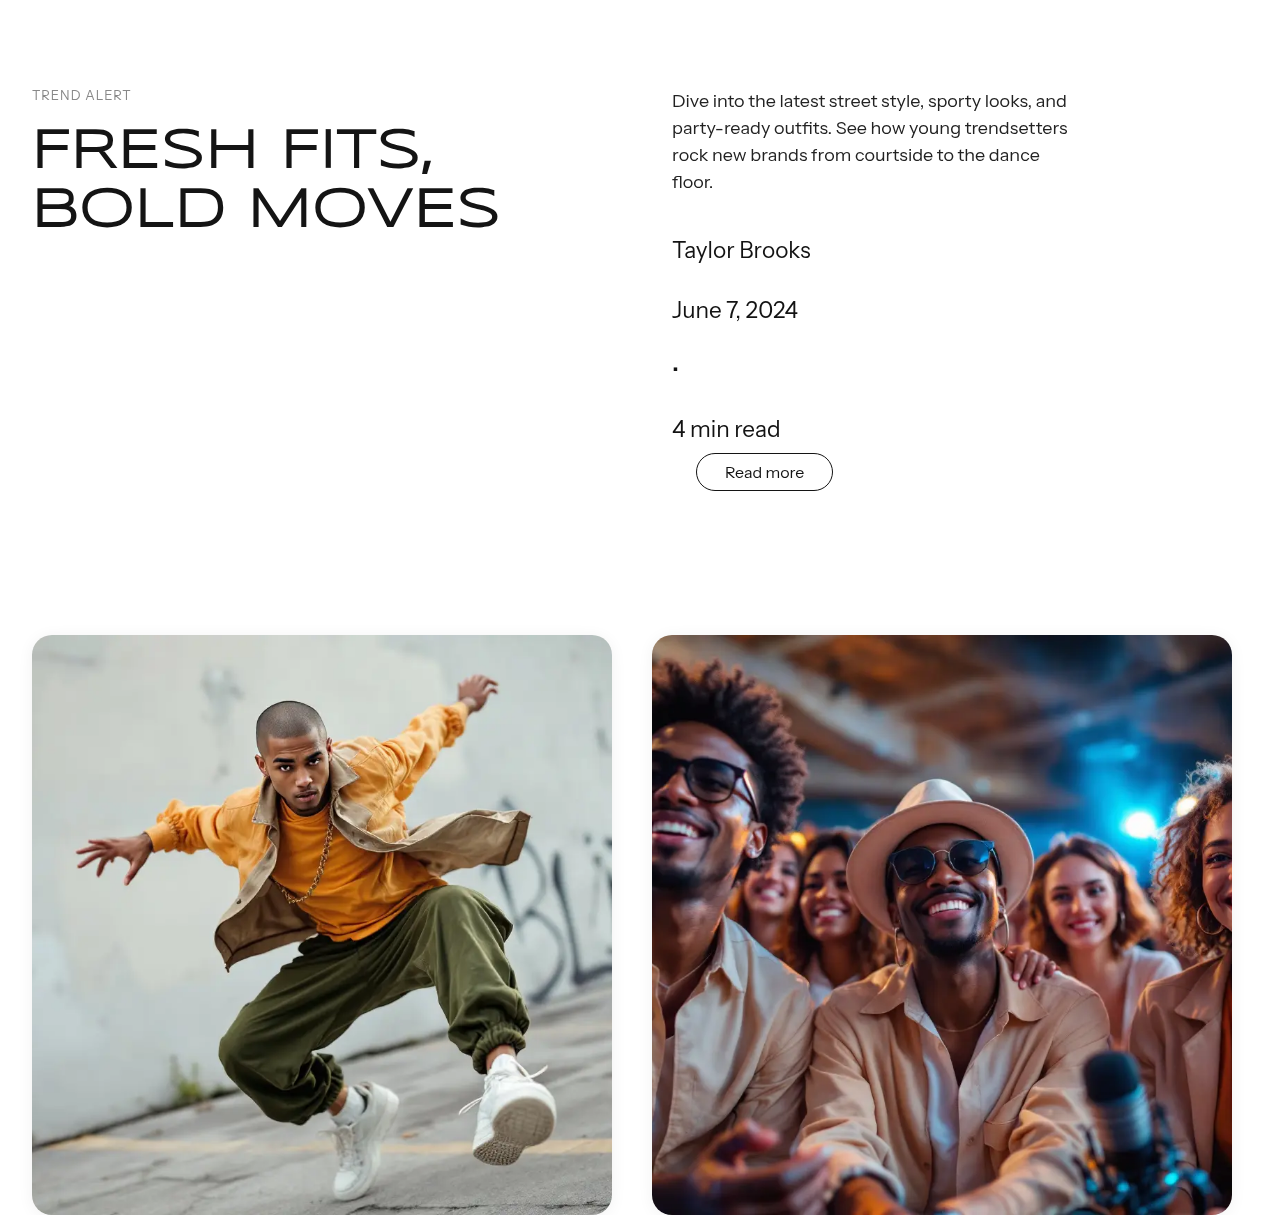 TREND ALERT
FRESH FITS,
BOLD MOVES
Dive into the latest street style, sporty looks, and
party-ready outfits. See how young trendsetters
rock new brands from courtside to the dance
floor.
Taylor Brooks
June 7, 2024
·
4 min read
Read more